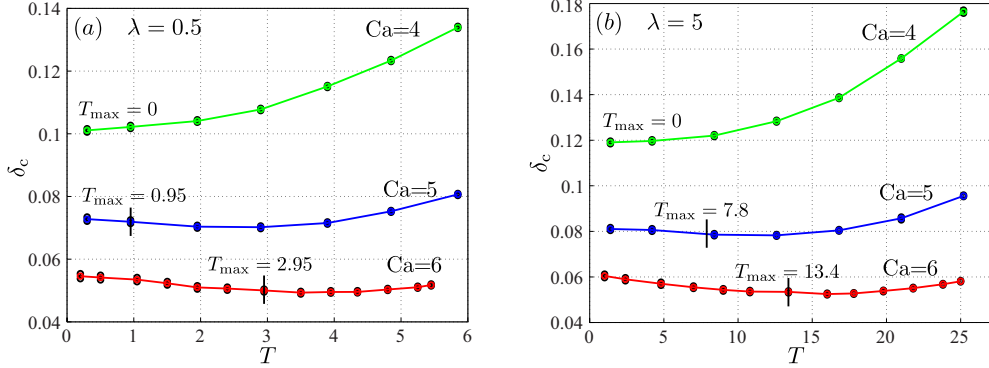 (a) λ = 0.5
Ca=4
T_max = 0
T_max = 0.95
Ca=5
T_max = 2.95
Ca=6
0.14
0.12
0.1
0.08
0.06
0.04
δ_c
0 1 2 3 4 5 6
T
(b) λ = 5
Ca=4
T_max = 0
T_max = 7.8
Ca=5
T_max = 13.4
Ca=6
0.18
0.16
0.14
0.12
0.1
0.08
0.06
0.04
δ_c
0 5 10 15 20 25
T